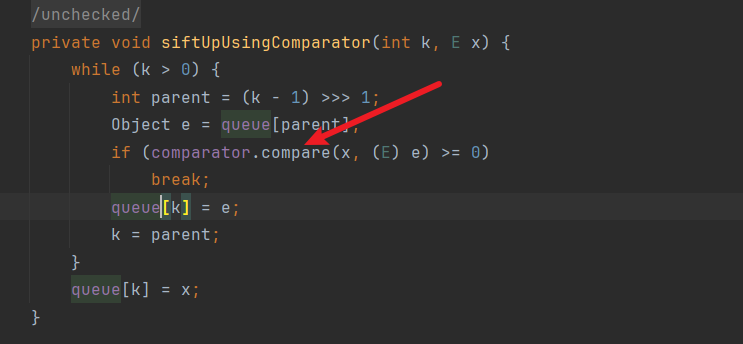 /unchecked/
private void siftUpUsingComparator(int k, E x) {
while (k > 0) {
int parent = (k - 1) >>> 1;
Object e = queue[parent];
if (comparator.compare(x, (E) e) >= 0)
break;
queue[k] = e;
k = parent;
}
queue[k] = x;
}